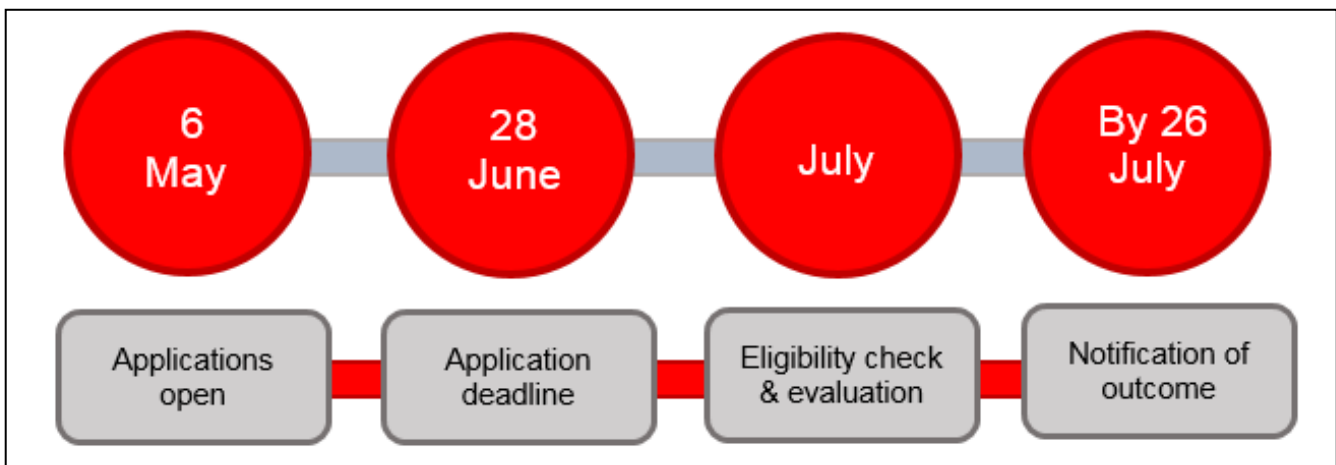 6
May
28
June
July
By 26
July
Applications
open
Application
deadline
Eligibility check
& evaluation
Notification of
outcome